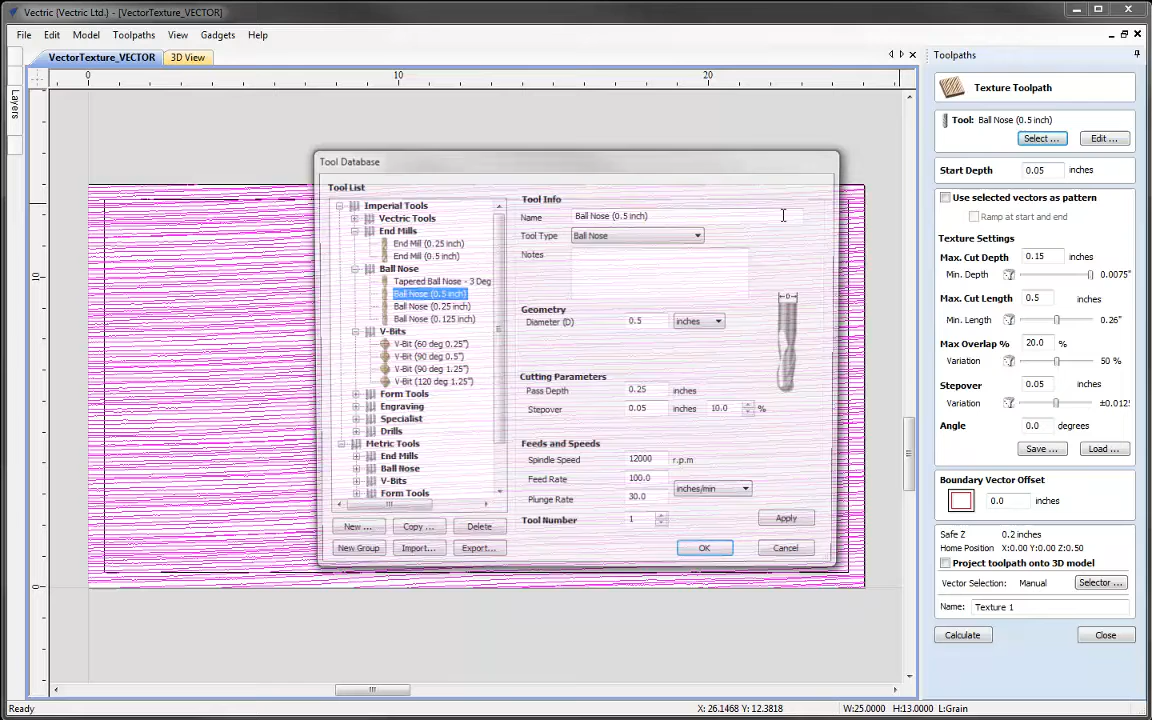 Vectric {Vectric Ltd.} - [VectorTexture_VECTOR]
File Edit Model Toolpaths View Gadgets Help
VectorTexture_VECTOR
3D View
0 10 20
Layers
0
0
Tool Database
Tool List
Imperial Tools
Vectric Tools
End Mills
End Mill (0.25 inch)
End Mill (0.5 inch)
Ball Nose
Tapered Ball Nose - 3 Deg
Ball Nose (0.5 inch)
Ball Nose (0.25 inch)
Ball Nose (0.125 inch)
V-Bits
V-Bit (60 deg 0.25")
V-Bit (90 deg 0.5")
V-Bit (90 deg 1.25")
V-Bit (120 deg 1.25")
Form Tools
Engraving
Specialist
Drills
Metric Tools
End Mills
Ball Nose
V-Bits
Form Tools
New ... Copy ... Delete
New Group Import... Export...
Tool Info
Name Ball Nose (0.5 inch)
Tool Type Ball Nose
Notes
Geometry
Diameter (D) 0.5 inches
D
Cutting Parameters
Pass Depth 0.25 inches
Stepover 0.05 inches 10.0 %
Feeds and Speeds
Spindle Speed 12000 r.p.m
Feed Rate 100.0 inches/min
Plunge Rate 30.0
Tool Number 1
Apply
OK Cancel
Toolpaths
Texture Toolpath
Tool: Ball Nose (0.5 inch)
Select ... Edit ...
Start Depth 0.05 inches
Use selected vectors as pattern
Ramp at start and end
Texture Settings
Max. Cut Depth 0.15 inches
Min. Depth 0.0075"
Max. Cut Length 0.5 inches
Min. Length 0.26"
Max Overlap % 20.0 %
Variation 50 %
Stepover 0.05 inches
Variation ±0.012
Angle 0.0 degrees
Save ... Load ...
Boundary Vector Offset
0.0 inches
Safe Z 0.2 inches
Home Position X:0.00 Y:0.00 Z:0.50
Project toolpath onto 3D model
Vector Selection: Manual Selector ...
Name: Texture 1
Calculate Close
Ready X: 26.1468 Y: 12.3818 W:25.0000 H:13.0000 L:Grain